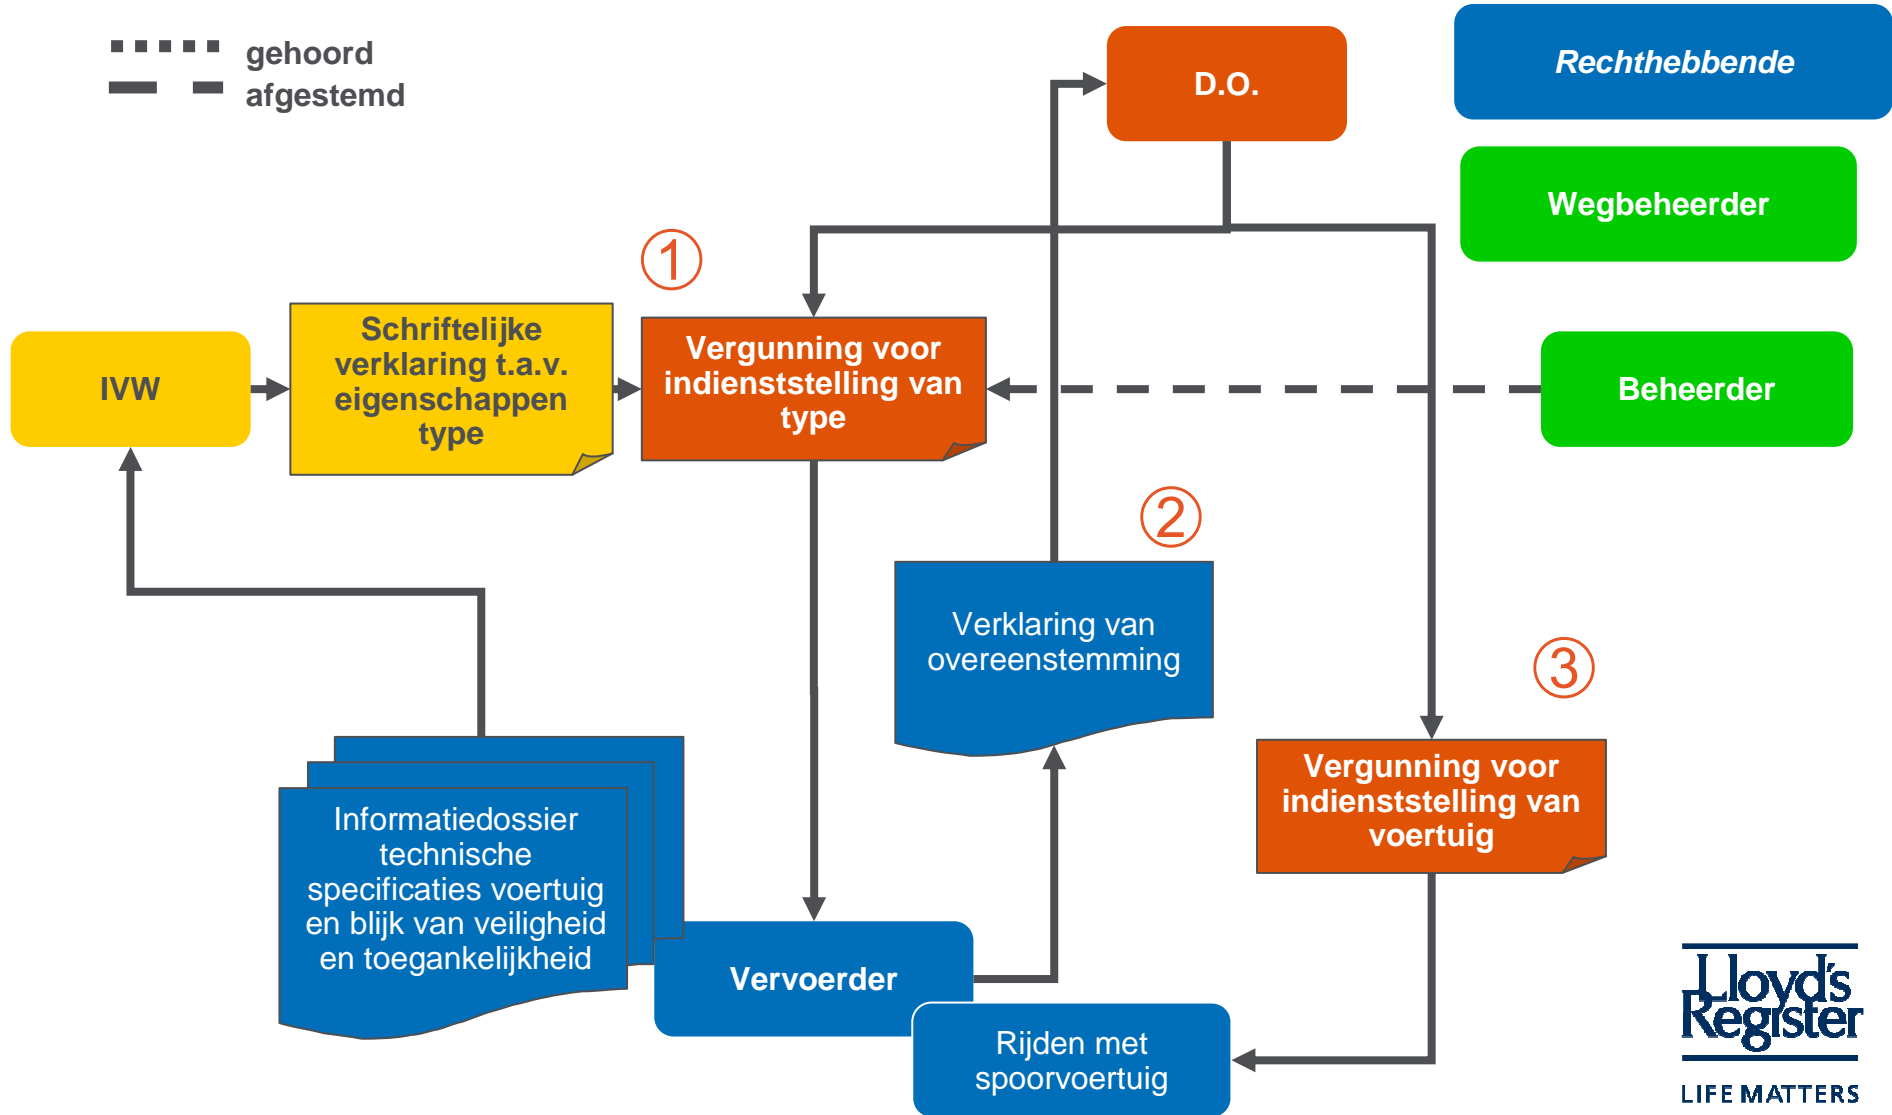 gehoord
afgestemd
D.O.
Rechthebbende
Wegbeheerder
1
IVW
Schriftelijke
verklaring t.a.v.
eigenschappen
type
Vergunning voor
indienststelling van
type
Beheerder
2
Verklaring van
overeenstemming
3
Vergunning voor
indienststelling van
voertuig
Informatiedossier
technische
specificaties voertuig
en blijk van veiligheid
en toegankelijkheid
Vervoerder
Rijden met
spoorvoertuig
Lloyd's
Register
LIFE MATTERS